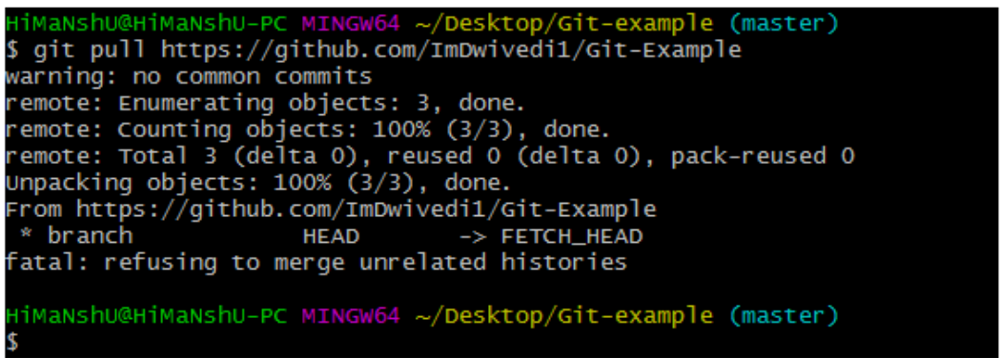 HiMaNshU@HiMaNshU-PC MINGW64 ~/Desktop/Git-example (master)
$ git pull https://github.com/ImDwivedi1/Git-Example
warning: no common commits
remote: Enumerating objects: 3, done.
remote: Counting objects: 100% (3/3), done.
remote: Total 3 (delta 0), reused 0 (delta 0), pack-reused 0
Unpacking objects: 100% (3/3), done.
From https://github.com/ImDwivedi1/Git-Example
 * branch            HEAD       -> FETCH_HEAD
fatal: refusing to merge unrelated histories

HiMaNshU@HiMaNshU-PC MINGW64 ~/Desktop/Git-example (master)
$